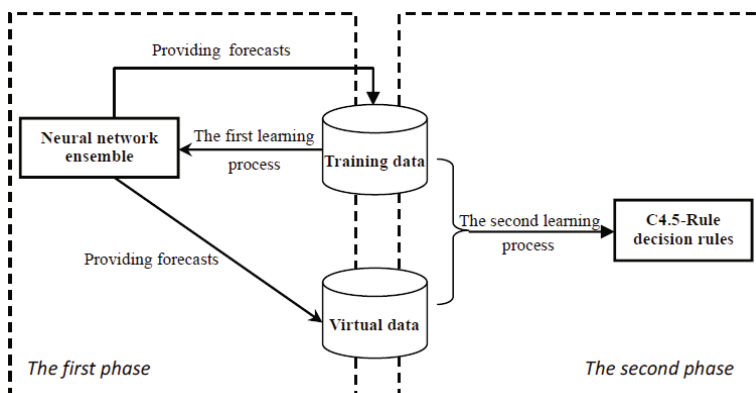 Providing forecasts
Neural network
ensemble
The first learning
process
Training data
The second learning
process
C4.5-Rule
decision rules
Providing forecasts
Virtual data
The first phase
The second phase